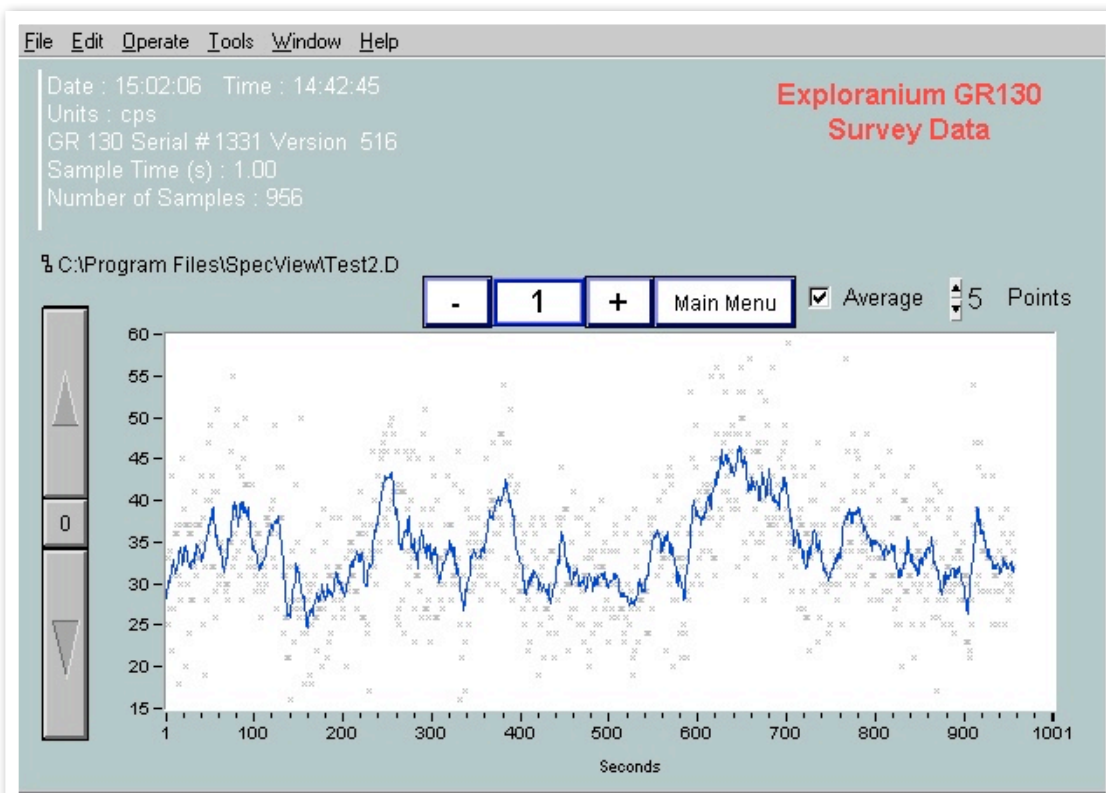 File Edit Operate Tools Window Help
Date : 15:02:06 Time : 14:42:45
Units : cps
GR 130 Serial # 1331 Version 516
Sample Time (s) : 1.00
Number of Samples : 956
Exploranium GR130
Survey Data
C:\Program Files\SpecView\Test2.D
- 1 + Main Menu Average 5 Points
0
60
55
50
45
40
35
30
25
20
15
1 100 200 300 400 500 600 700 800 900 1001
Seconds